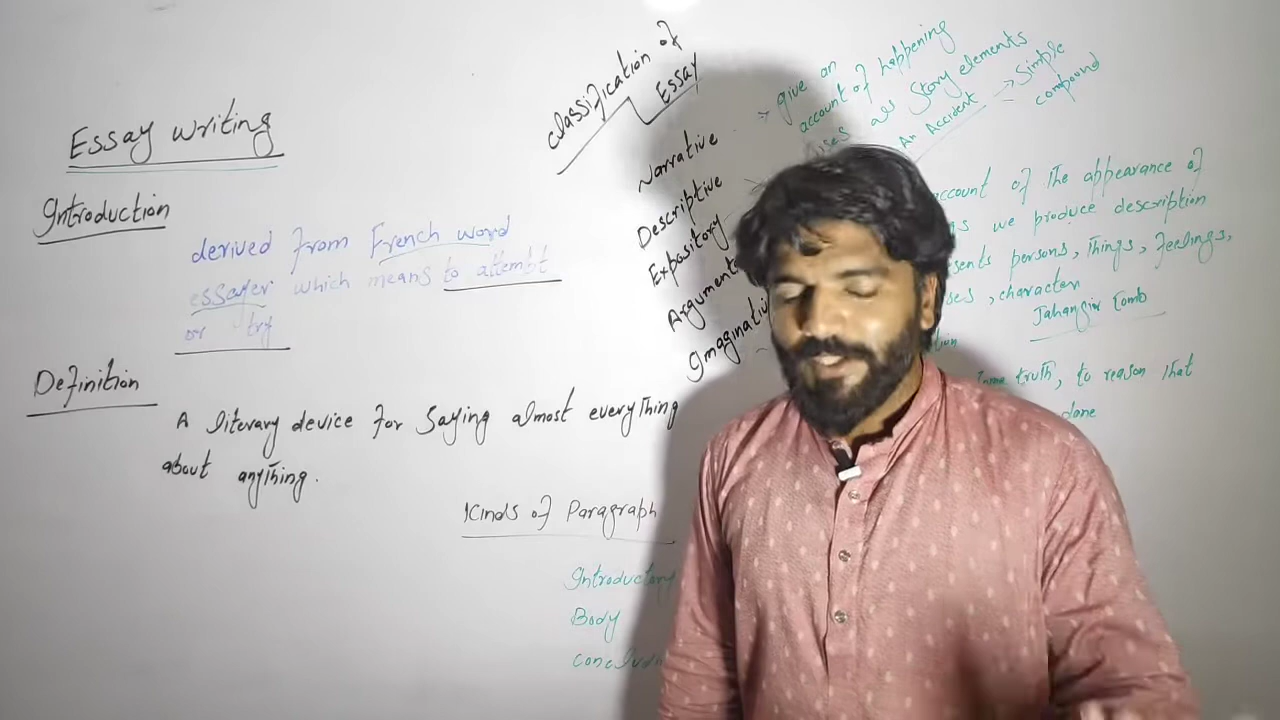 Essay writing
Introduction
derived from French word
essayer which means to attempt
or try
Definition
A literary device for saying almost everything
about anything.
Kinds of Paragraph
Introductory
Body
classification of
Essay
Narrative
Descriptive
Expository
Imaginative
give an
account of happening
uses as story elements
An Accident → Simple
compound
account of the appearance of
we produce description
persons, things, feelings,
, character
Jahangir Tomb
truth, to reason that
done